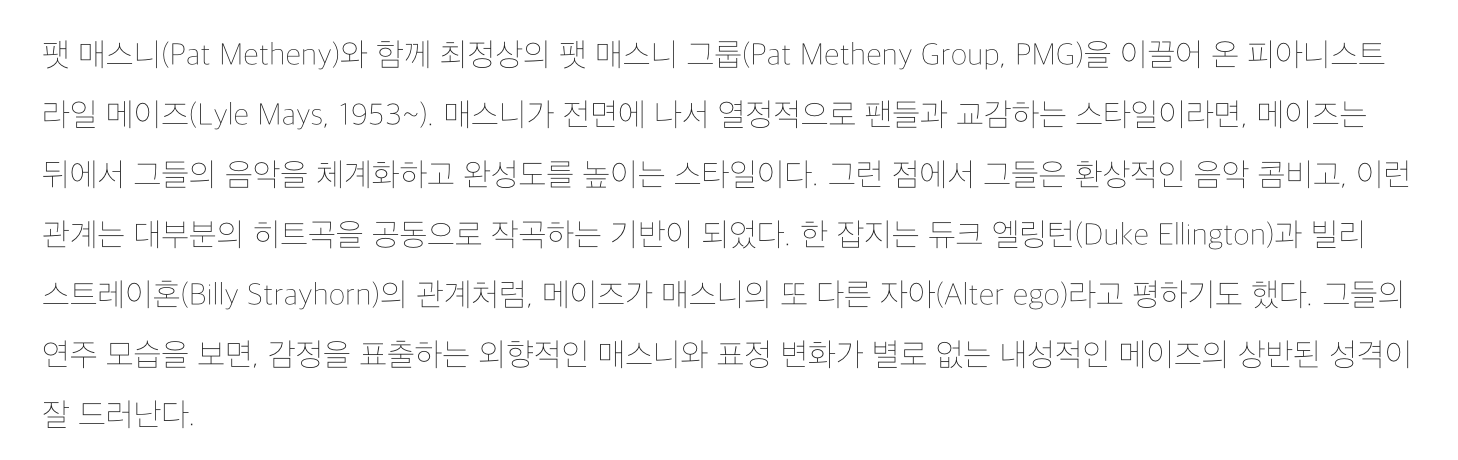 팻 매스니(Pat Metheny)와 함께 최정상의 팻 매스니 그룹(Pat Metheny Group, PMG)을 이끌어 온 피아니스트
라일 메이즈(Lyle Mays, 1953~). 매스니가 전면에 나서 열정적으로 팬들과 교감하는 스타일이라면, 메이즈는
뒤에서 그들의 음악을 체계화하고 완성도를 높이는 스타일이다. 그런 점에서 그들은 환상적인 음악 콤비고, 이런
관계는 대부분의 히트곡을 공동으로 작곡하는 기반이 되었다. 한 잡지는 듀크 엘링턴(Duke Ellington)과 빌리
스트레이혼(Billy Strayhorn)의 관계처럼, 메이즈가 매스니의 또 다른 자아(Alter ego)라고 평하기도 했다. 그들의
연주 모습을 보면, 감정을 표출하는 외향적인 매스니와 표정 변화가 별로 없는 내성적인 메이즈의 상반된 성격이
잘 드러난다.